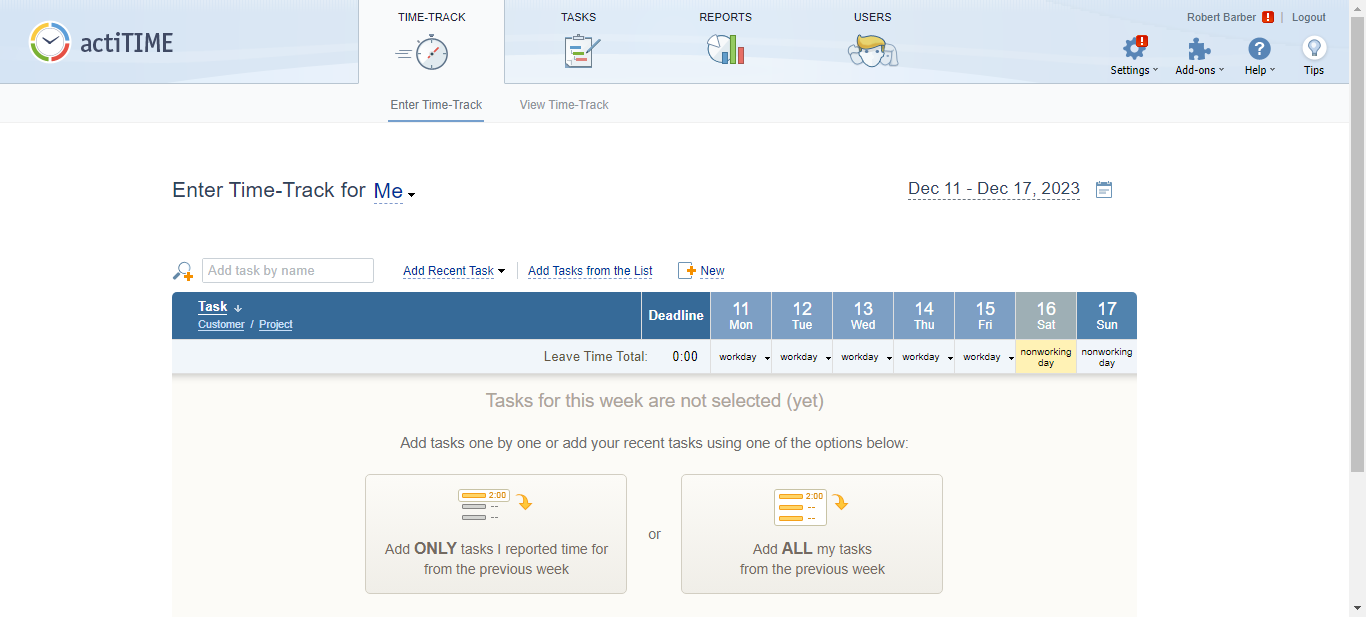 actiTIME
TIME-TRACK
TASKS
REPORTS
USERS
Robert Barber ! | Logout
Settings
Add-ons
Help
Tips
Enter Time-Track
View Time-Track
Enter Time-Track for Me
Dec 11 - Dec 17, 2023
Add task by name
Add Recent Task
Add Tasks from the List
New
Task ↓
Customer / Project
Deadline
11 Mon
12 Tue
13 Wed
14 Thu
15 Fri
16 Sat
17 Sun
Leave Time Total: 0:00
workday
workday
workday
workday
workday
nonworking
day
nonworking
day
Tasks for this week are not selected (yet)
Add tasks one by one or add your recent tasks using one of the options below:
2:00
--
--
Add ONLY tasks I reported time for
from the previous week
or
2:00
--
--
Add ALL my tasks
from the previous week